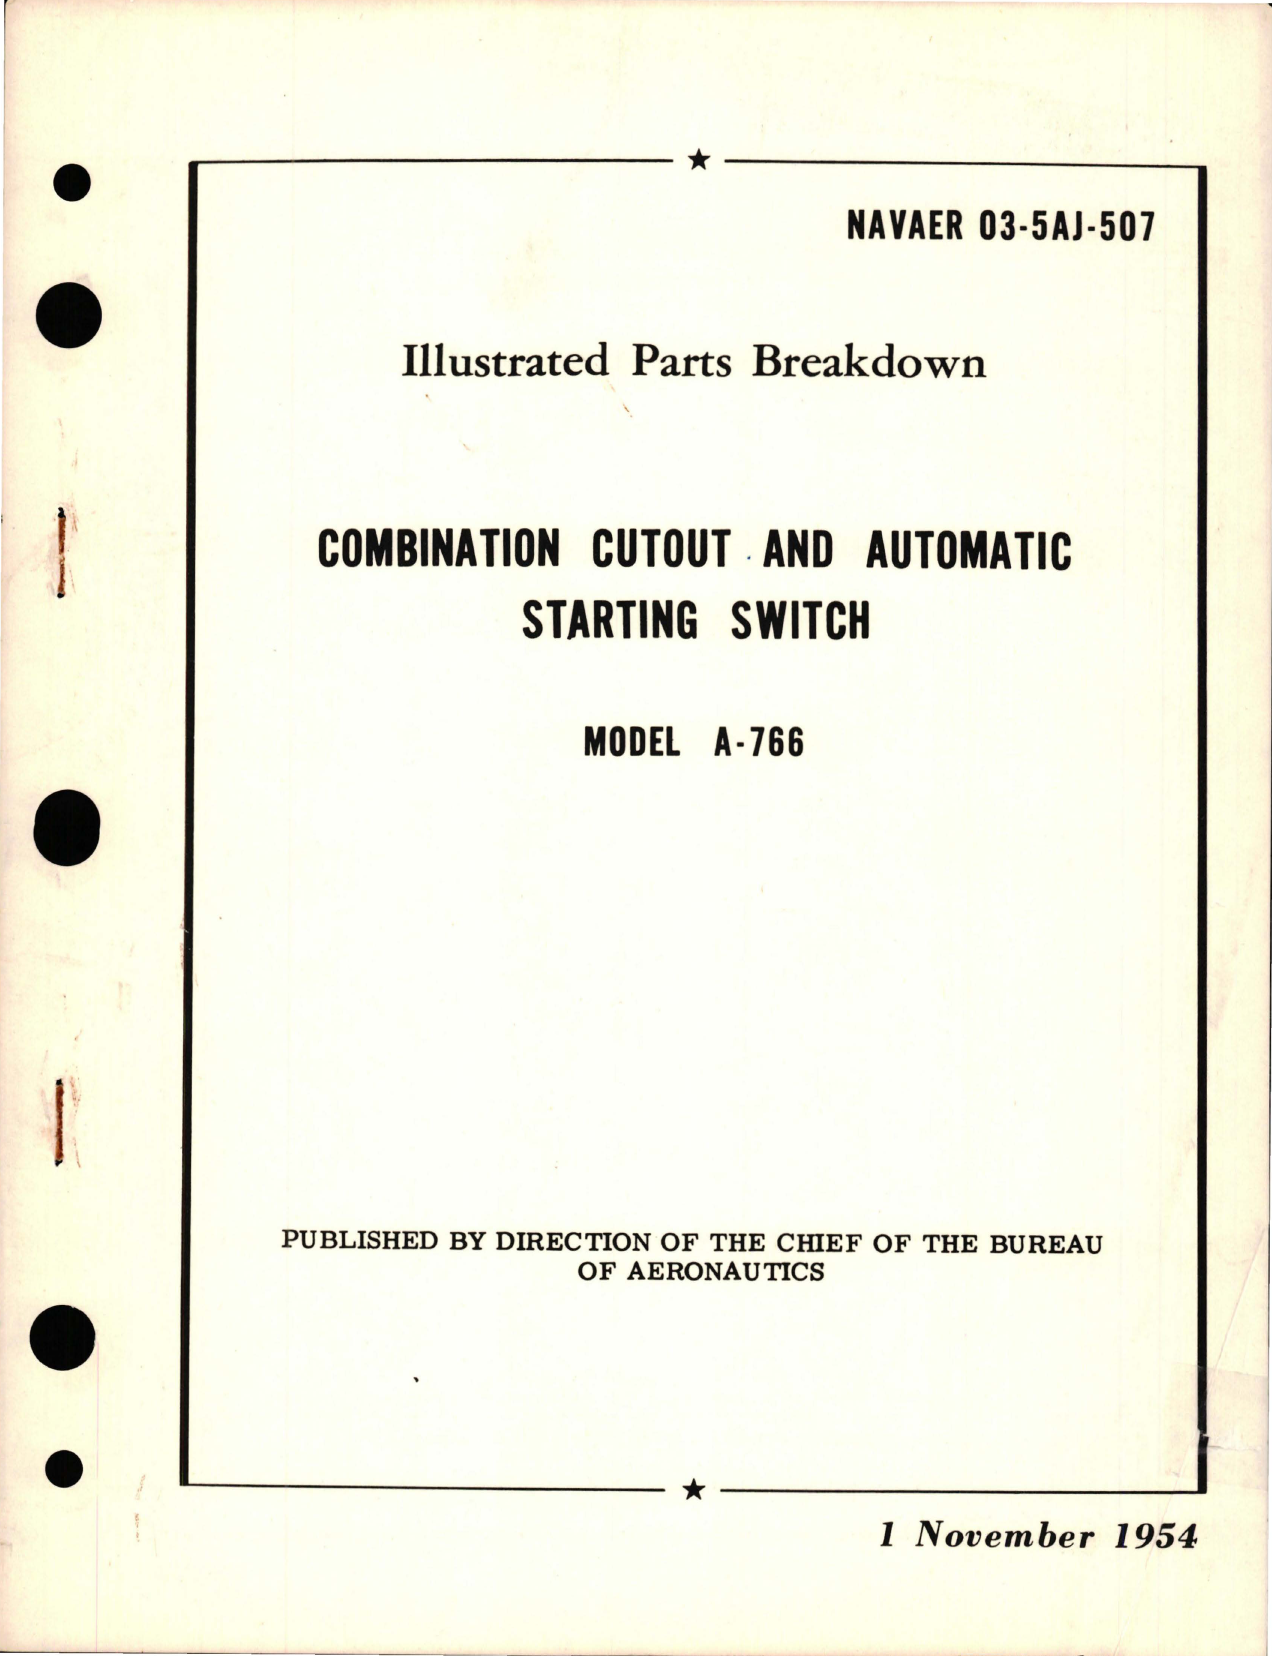 NAVAER 03-5AJ-507
Illustrated Parts Breakdown
COMBINATION CUTOUT AND AUTOMATIC
STARTING SWITCH
MODEL A-766
PUBLISHED BY DIRECTION OF THE CHIEF OF THE BUREAU
OF AERONAUTICS
1 November 1954